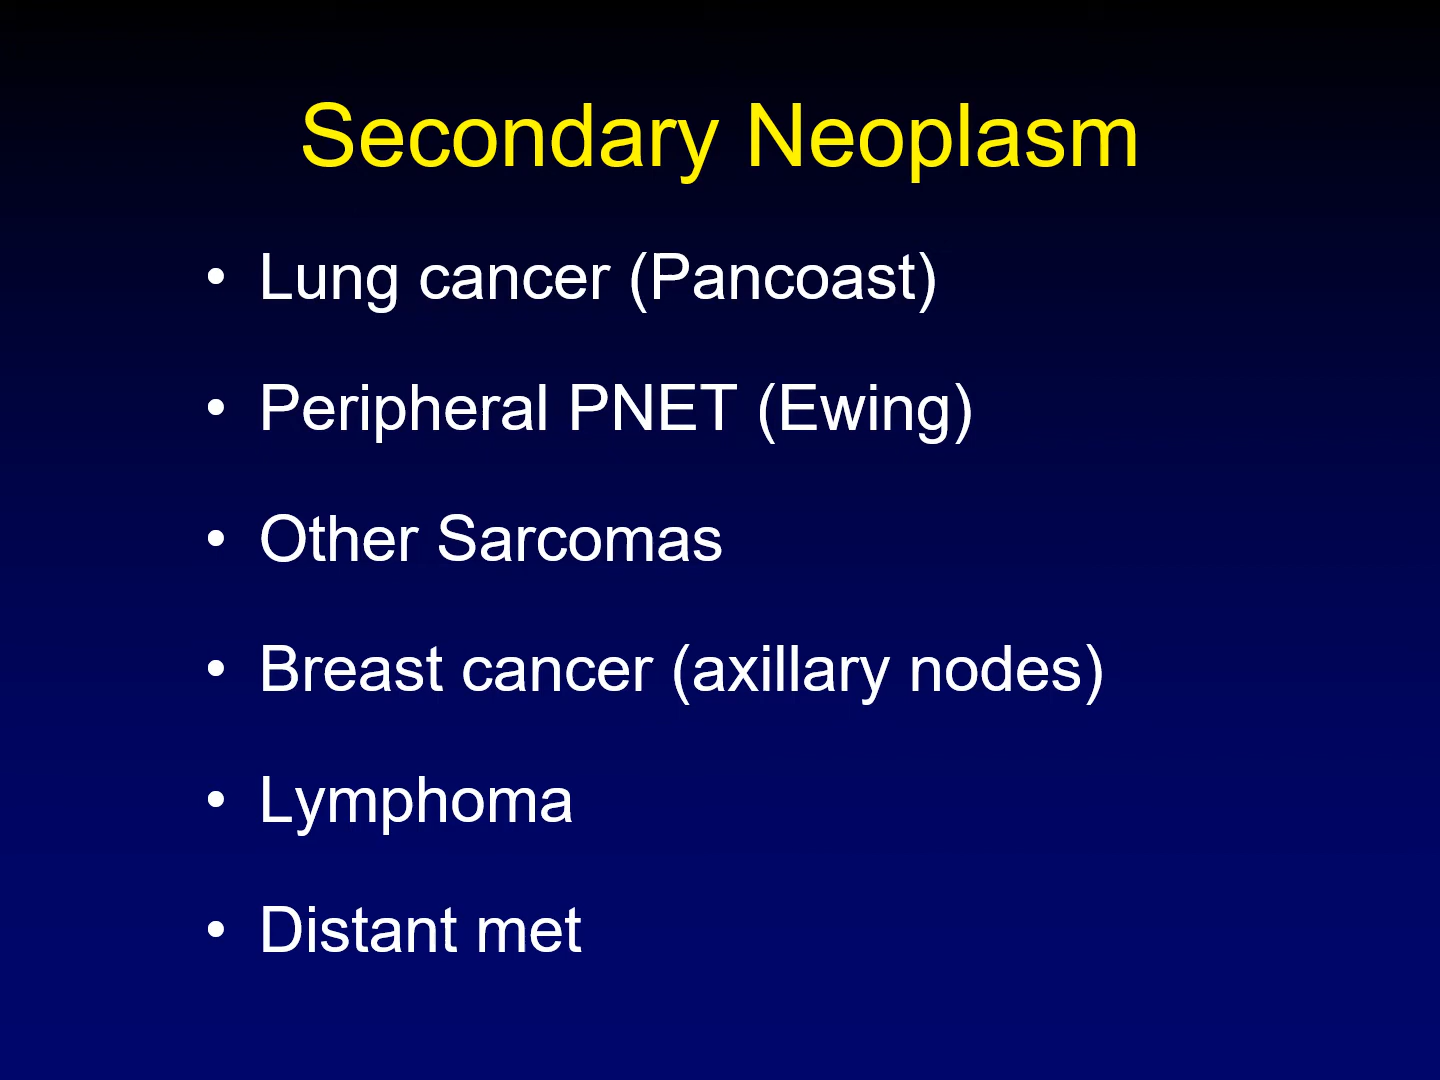 Secondary Neoplasm
• Lung cancer (Pancoast)
• Peripheral PNET (Ewing)
• Other Sarcomas
• Breast cancer (axillary nodes)
• Lymphoma
• Distant met